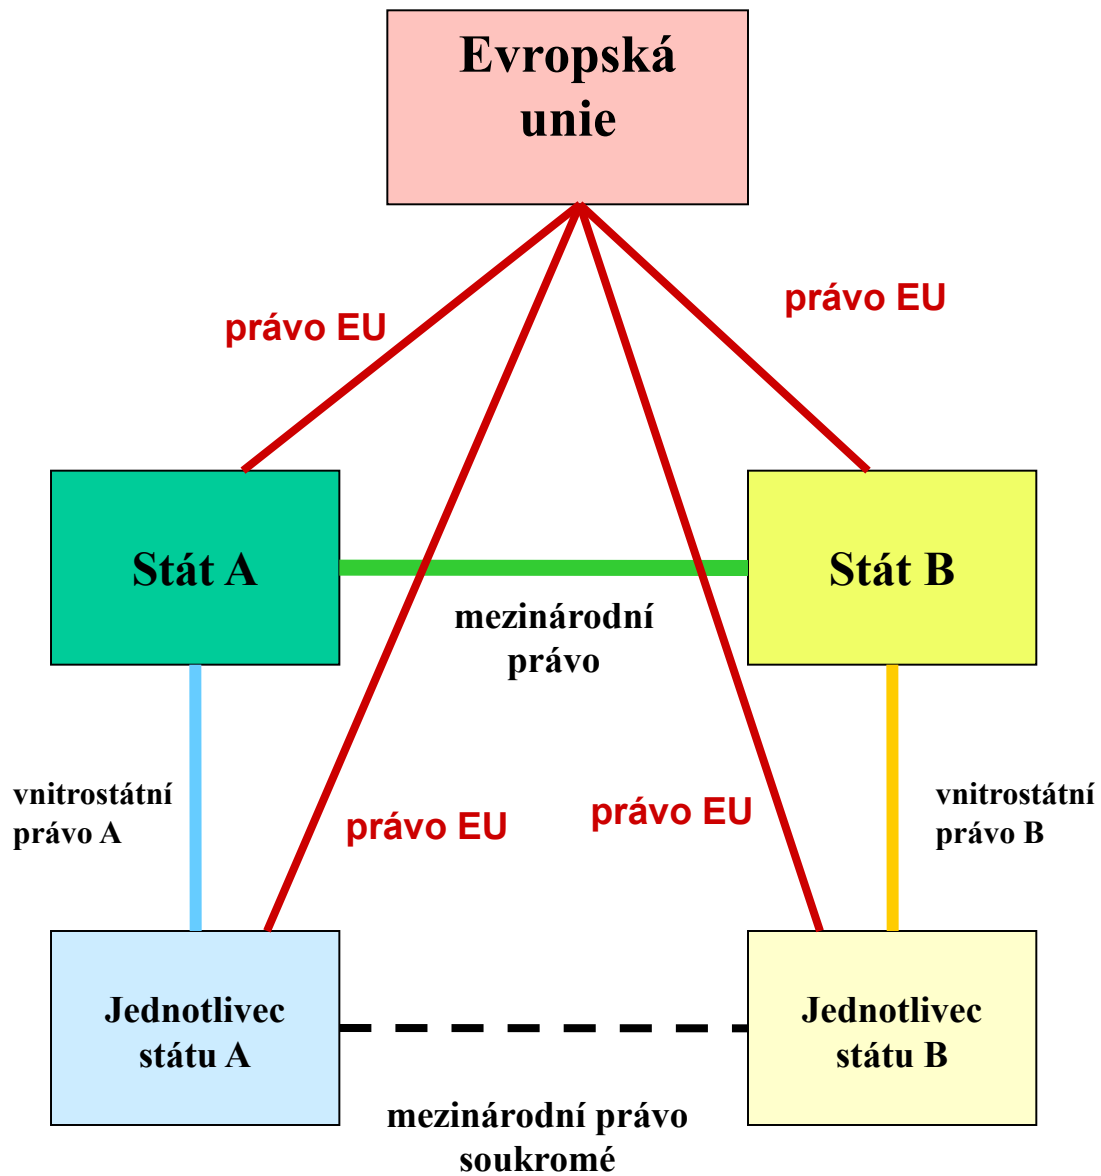 Evropská
unie
právo EU
právo EU
Stát A
Stát B
mezinárodní
právo
vnitrostátní
právo A
právo EU
právo EU
vnitrostátní
právo B
Jednotlivec
státu A
Jednotlivec
státu B
mezinárodní právo
soukromé